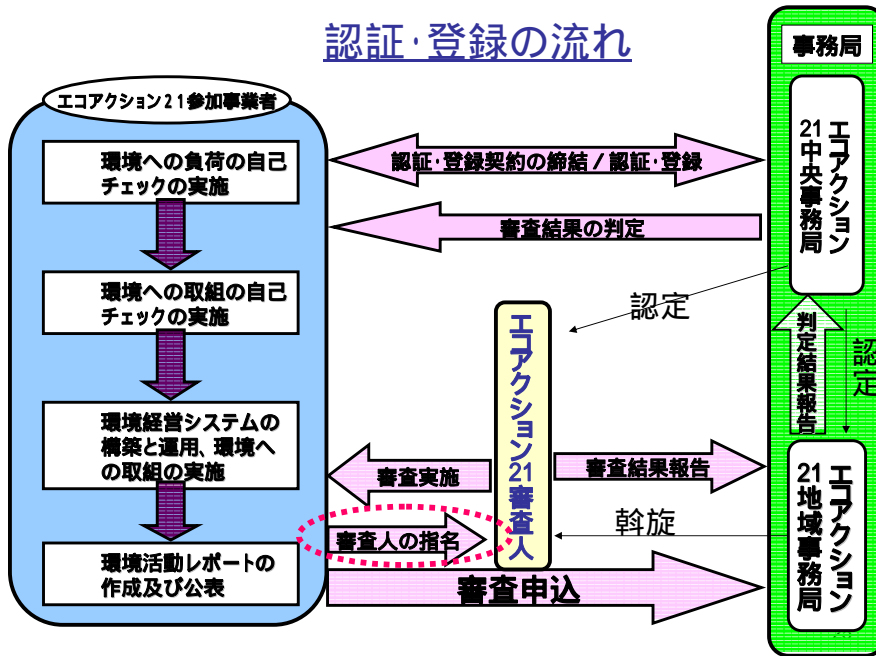 認証・登録の流れ
事務局
エコアクション21参加事業者
環境への負荷の自己
チェックの実施
環境への取組の自己
チェックの実施
環境経営システムの
構築と運用、環境へ
の取組の実施
環境活動レポートの
作成及び公表
認証・登録契約の締結 / 認証・登録
審査結果の判定
認定
エコアクション21審査人
審査実施
審査結果報告
審査人の指名
斡旋
審査申込
エコアクション
21中央事務局
判定結果報告
認定
エコアクション
21地域事務局